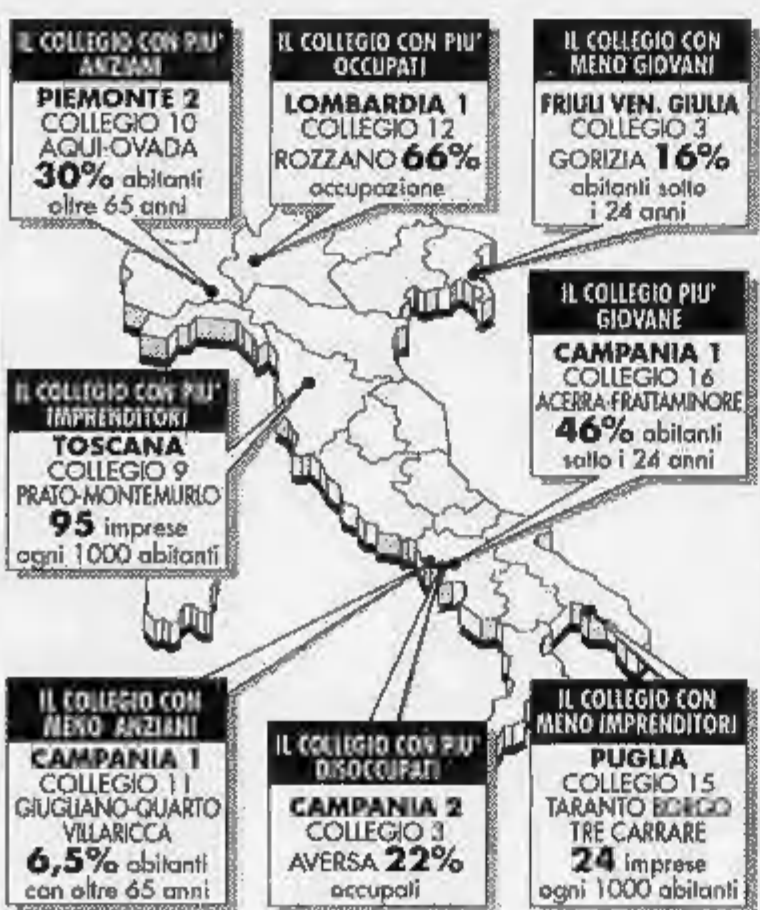 IL COLLEGIO CON PIU'
ANZIANI
PIEMONTE 2
COLLEGIO 10
AQUI-OVADA
30% abitanti
oltre 65 anni
IL COLLEGIO CON PIU'
OCCUPATI
LOMBARDIA 1
COLLEGIO 12
ROZZANO 66%
occupazione
IL COLLEGIO CON
MENO GIOVANI
FRIULI VEN. GIULIA
COLLEGIO 3
GORIZIA 16%
abitanti sotto
i 24 anni
IL COLLEGIO PIU'
GIOVANE
CAMPANIA 1
COLLEGIO 16
ACERRA-FRATTAMINORE
46% abitanti
sotto i 24 anni
IL COLLEGIO CON PIU'
IMPRENDITORI
TOSCANA
COLLEGIO 9
PRATO-MONTEMURLO
95 imprese
ogni 1000 abitanti
IL COLLEGIO CON
MENO ANZIANI
CAMPANIA 1
COLLEGIO 11
GIUGLIANO-QUARTO
VILLARICCA
6,5% abitanti
con oltre 65 anni
IL COLLEGIO CON PIU'
DISOCCUPATI
CAMPANIA 2
COLLEGIO 3
AVERSA 22%
occupati
IL COLLEGIO CON
MENO IMPRENDITORI
PUGLIA
COLLEGIO 15
TARANTO BORGO
TRE CARRARE
24 imprese
ogni 1000 abitanti